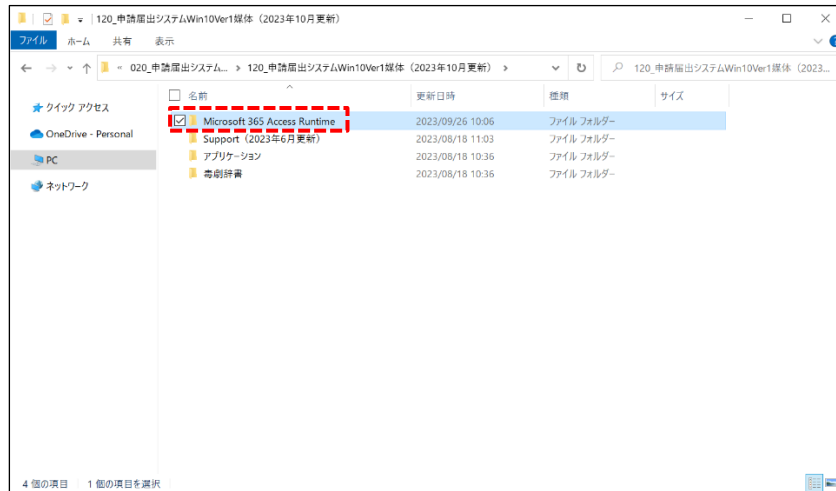 120_申請届出システムWin10Ver1媒体（2023年10月更新）
ファイル ホーム 共有 表示
« 020_申請届出システム... › 120_申請届出システムWin10Ver1媒体（2023年10月更新） › 120_申請届出システムWin10Ver1媒体（2023...
名前 更新日時 種類 サイズ
クイック アクセス
Microsoft 365 Access Runtime 2023/09/26 10:06 ファイル フォルダー
OneDrive - Personal
Support（2023年6月更新） 2023/08/18 11:03 ファイル フォルダー
PC
アプリケーション 2023/08/18 10:36 ファイル フォルダー
毒劇辞書 2023/08/18 10:36 ファイル フォルダー
ネットワーク
4 個の項目 1 個の項目を選択